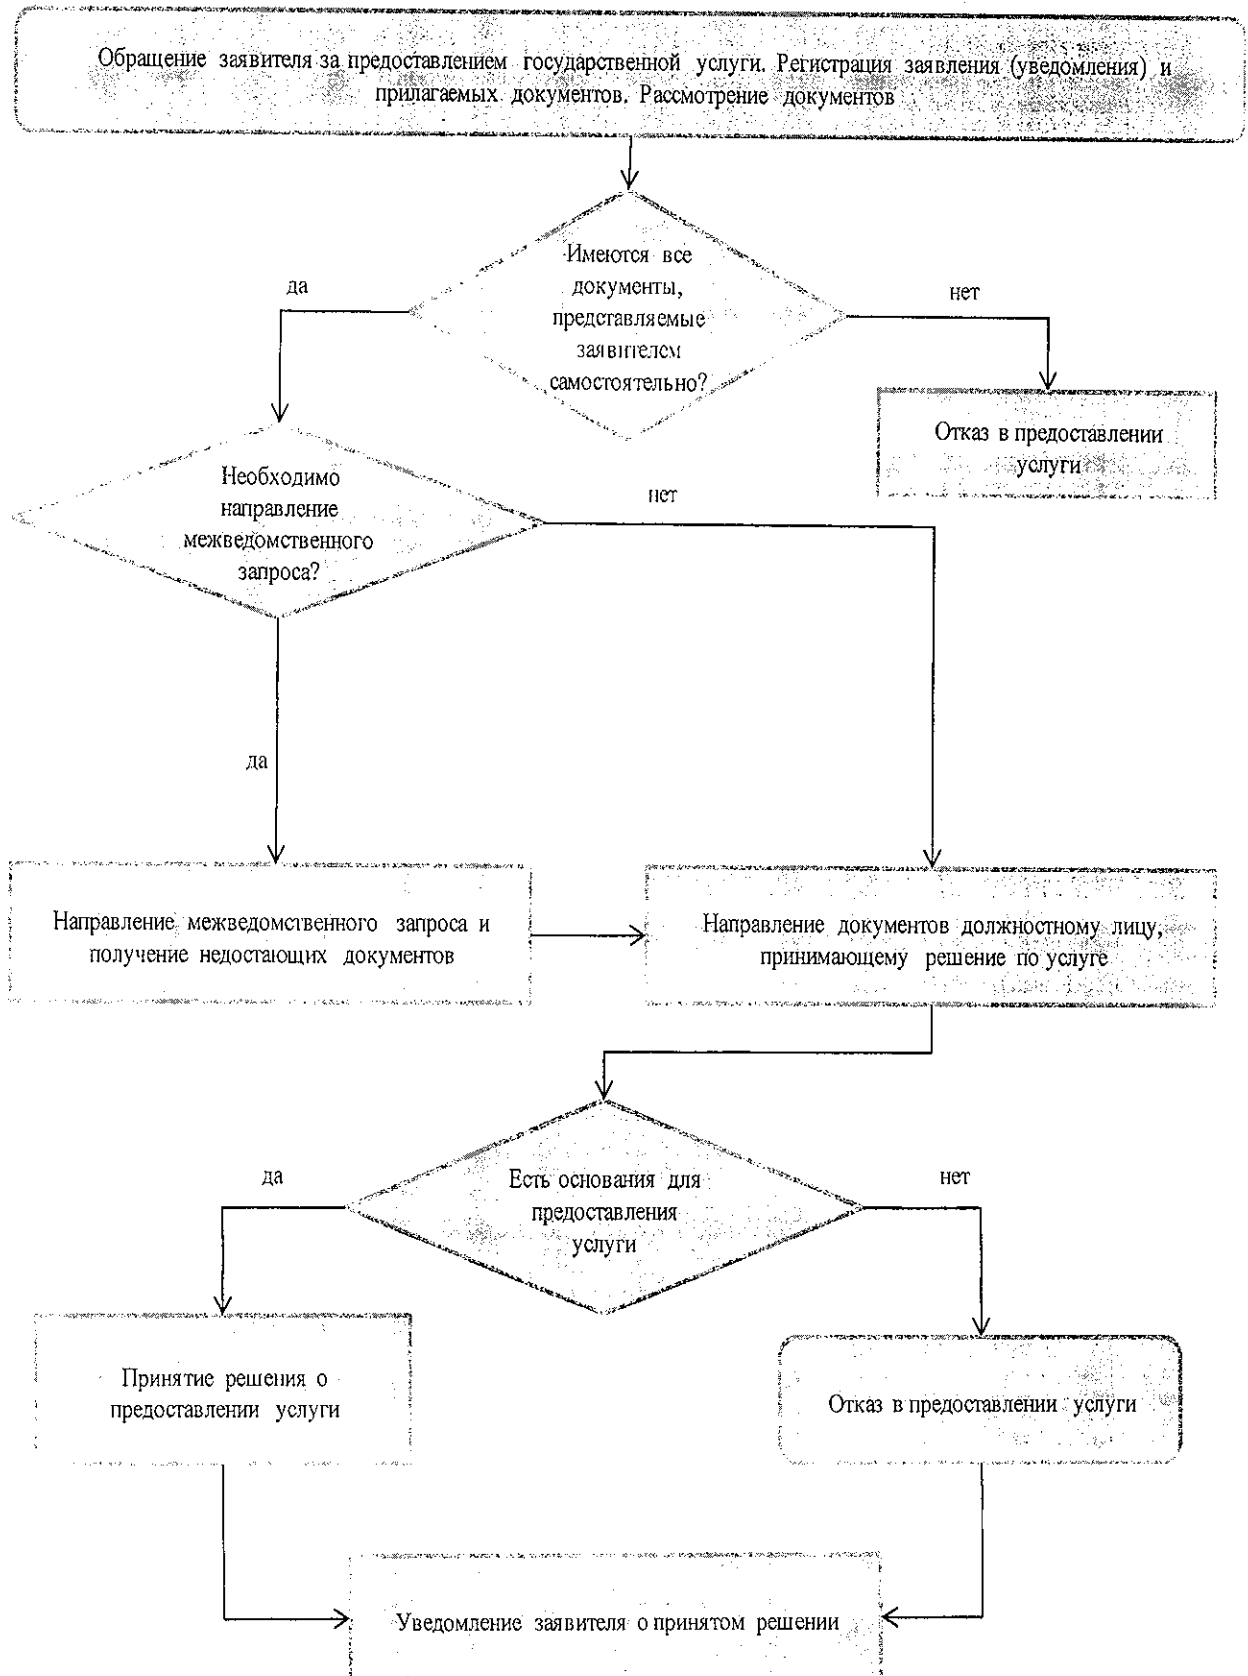 Обращение заявителя за предоставлением государственной услуги. Регистрация заявления (уведомления) и
прилагаемых документов. Рассмотрение документов
Имеются все
документы,
представляемые
заявителем
самостоятельно?
да
нет
Отказ в предоставлении
услуги
Необходимо
направление
межведомственного
запроса?
нет
да
Направление межведомственного запроса и
получение недостающих документов
Направление документов должностному лицу,
принимающему решение по услуге
Есть основания для
предоставления
услуги
да
нет
Принятие решения о
предоставлении услуги
Отказ в предоставлении услуги
Уведомление заявителя о принятом решении